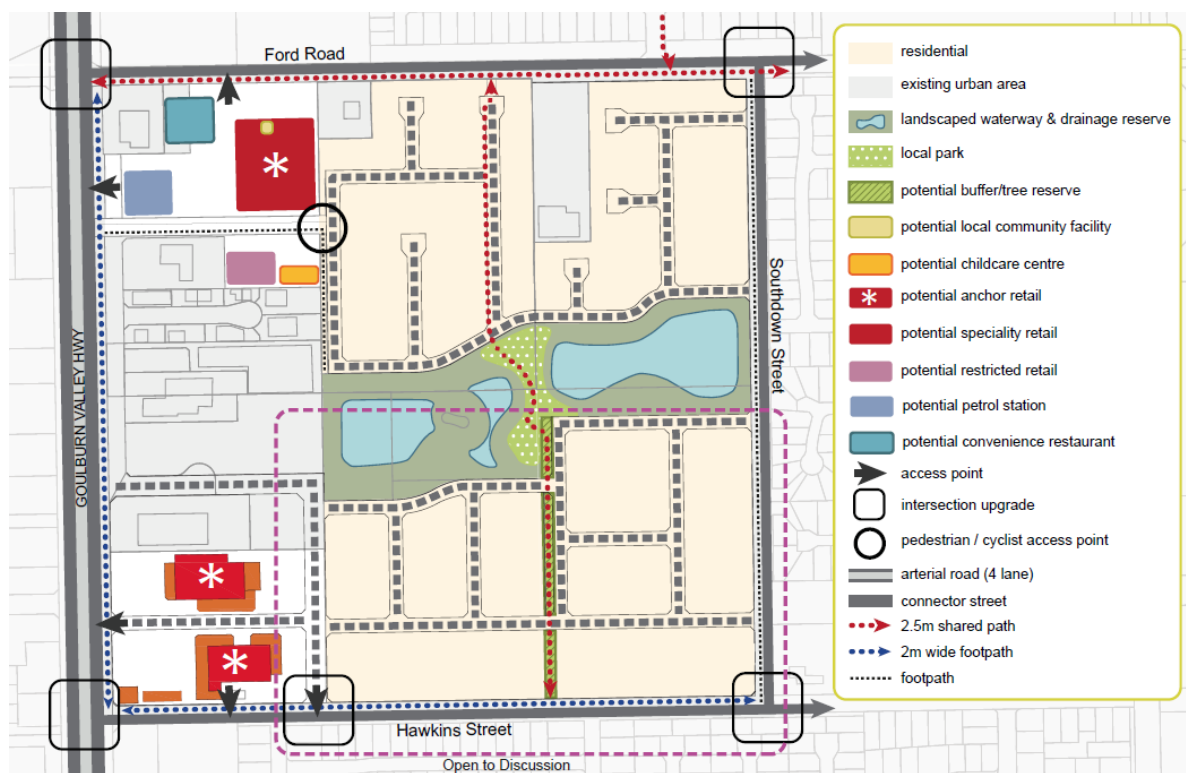 Ford Road
GOULBURN VALLEY HWY
Southdown Street
Hawkins Street
Open to Discussion
*
*
*
residential
existing urban area
landscaped waterway & drainage reserve
local park
potential buffer/tree reserve
potential local community facility
potential childcare centre
* potential anchor retail
potential speciality retail
potential restricted retail
potential petrol station
potential convenience restaurant
access point
intersection upgrade
pedestrian / cyclist access point
arterial road (4 lane)
connector street
2.5m shared path
2m wide footpath
footpath